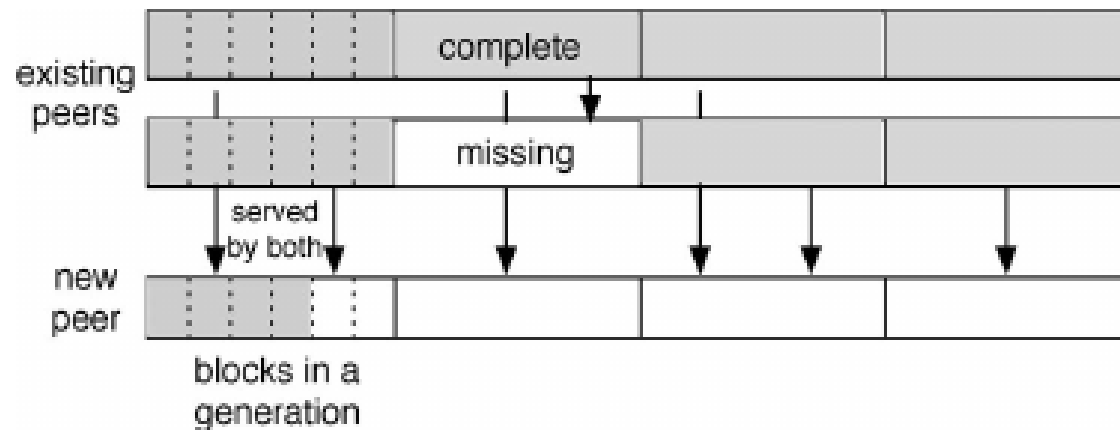 complete
existing
peers
missing
served
by both
new
peer
blocks in a
generation